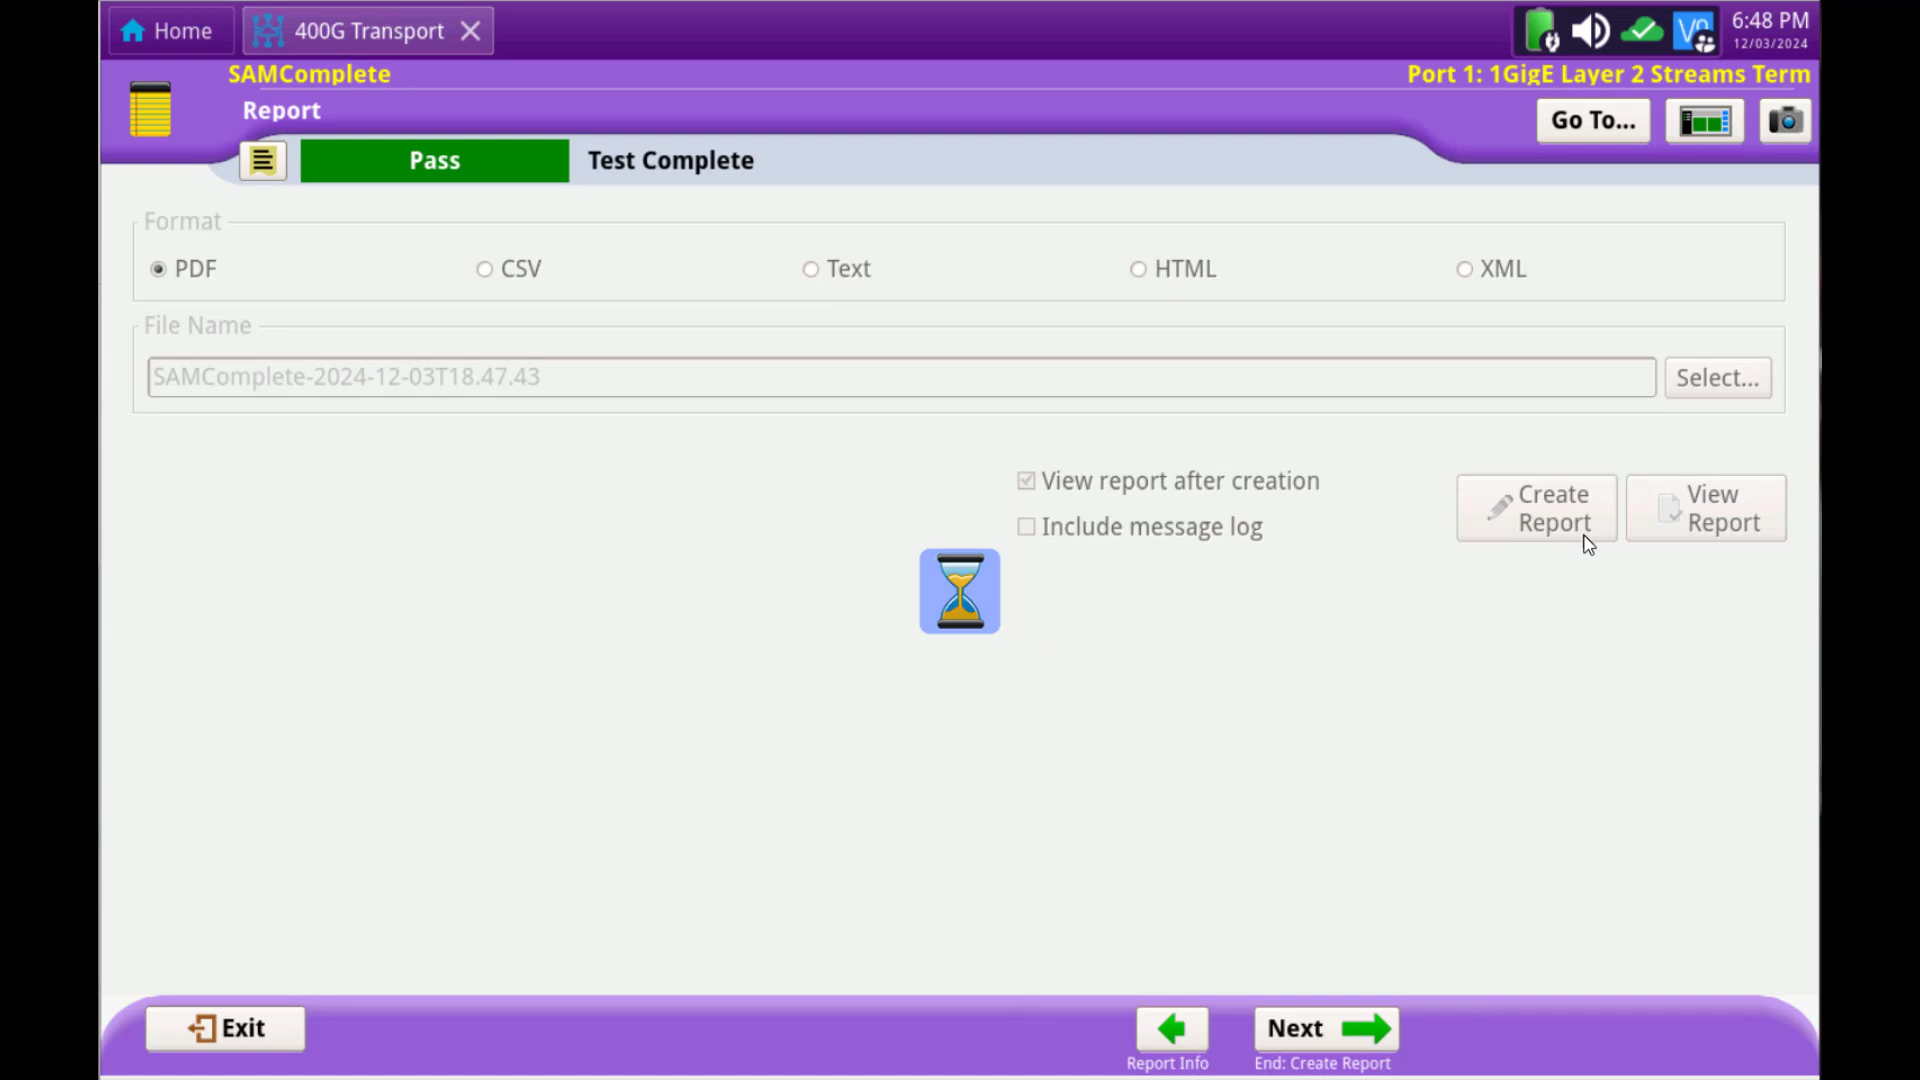 Home
400G Transport
6:48 PM
12/03/2024
SAMComplete
Port 1: 1GigE Layer 2 Streams Term
Report
Go To...
Pass
Test Complete
Format
PDF
CSV
Text
HTML
XML
File Name
SAMComplete-2024-12-03T18.47.43
Select...
View report after creation
Include message log
Create
Report
View
Report
Exit
Next
Report Info
End: Create Report